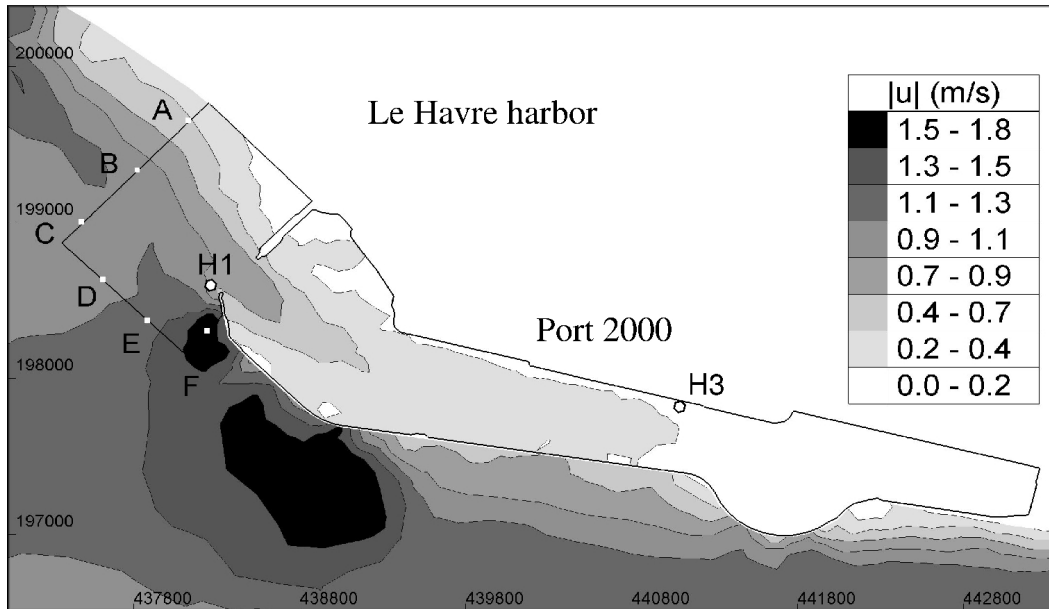 200000
A
Le Havre harbor
|u| (m/s)
1.5 - 1.8
1.3 - 1.5
1.1 - 1.3
0.9 - 1.1
0.7 - 0.9
0.4 - 0.7
0.2 - 0.4
0.0 - 0.2
B
199000
C
H1
D
E
Port 2000
198000
F
H3
197000
437800
438800
439800
440800
441800
442800